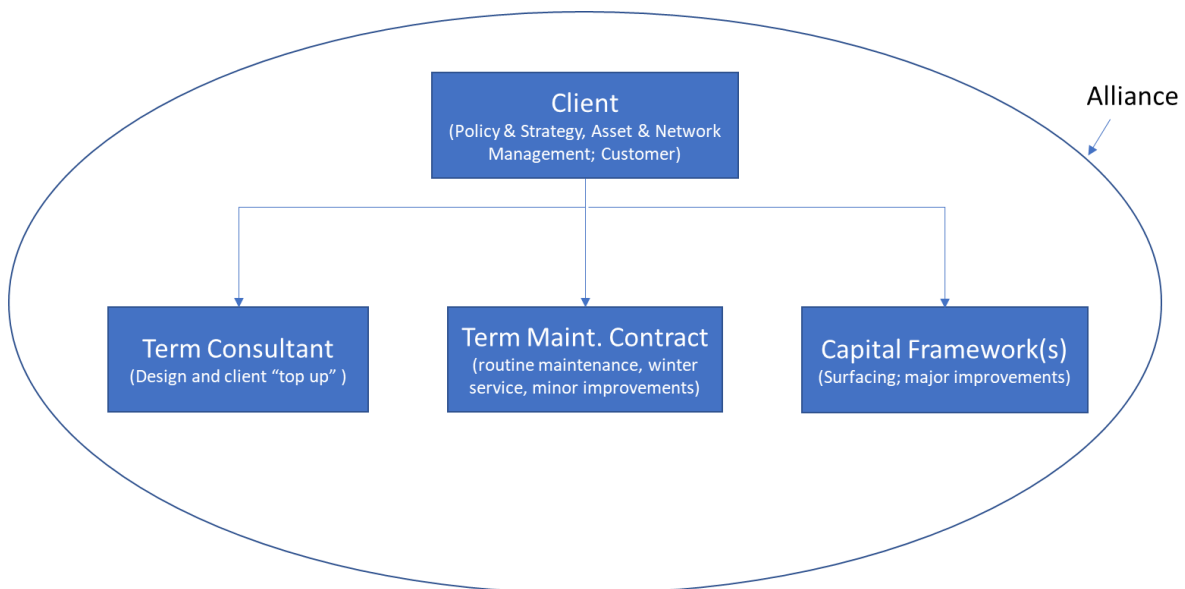 Client
(Policy & Strategy, Asset & Network
Management; Customer)
Alliance
Term Consultant
(Design and client “top up” )
Term Maint. Contract
(routine maintenance, winter
service, minor improvements)
Capital Framework(s)
(Surfacing; major improvements)